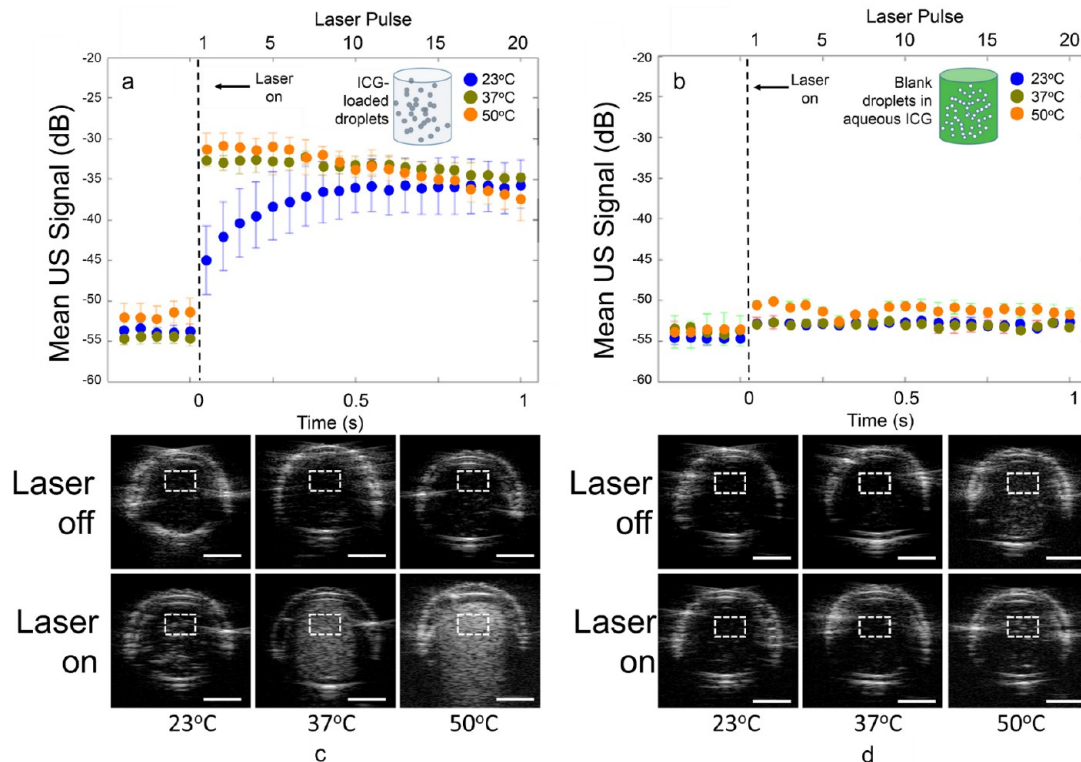 Laser Pulse
1 5 10 15 20
-20
-25
-30
-35
-40
-45
-50
-55
-60
Mean US Signal (dB)
a
Laser
on
ICG-
loaded
droplets
23°C
37°C
50°C
0 0.5 1
Time (s)
Laser Pulse
1 5 10 15 20
-20
-25
-30
-35
-40
-45
-50
-55
-60
Mean US Signal (dB)
b
Laser
on
Blank
droplets in
aqueous ICG
23°C
37°C
50°C
0 0.5 1
Time (s)
Laser
off
Laser
on
23°C 37°C 50°C
c
Laser
off
Laser
on
23°C 37°C 50°C
d